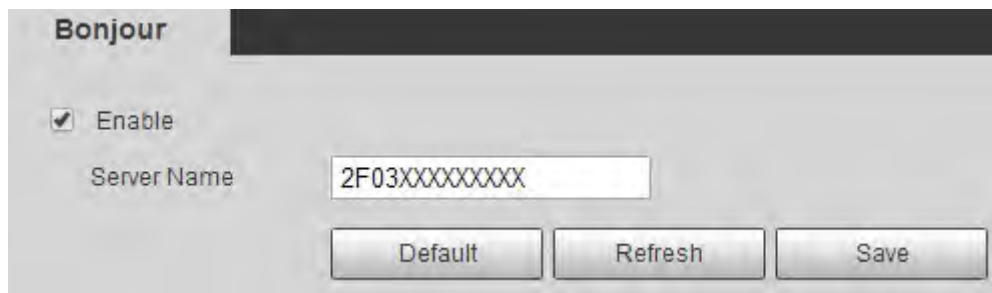 Bonjour
Enable
Server Name 2F03XXXXXXXXX
Default Refresh Save